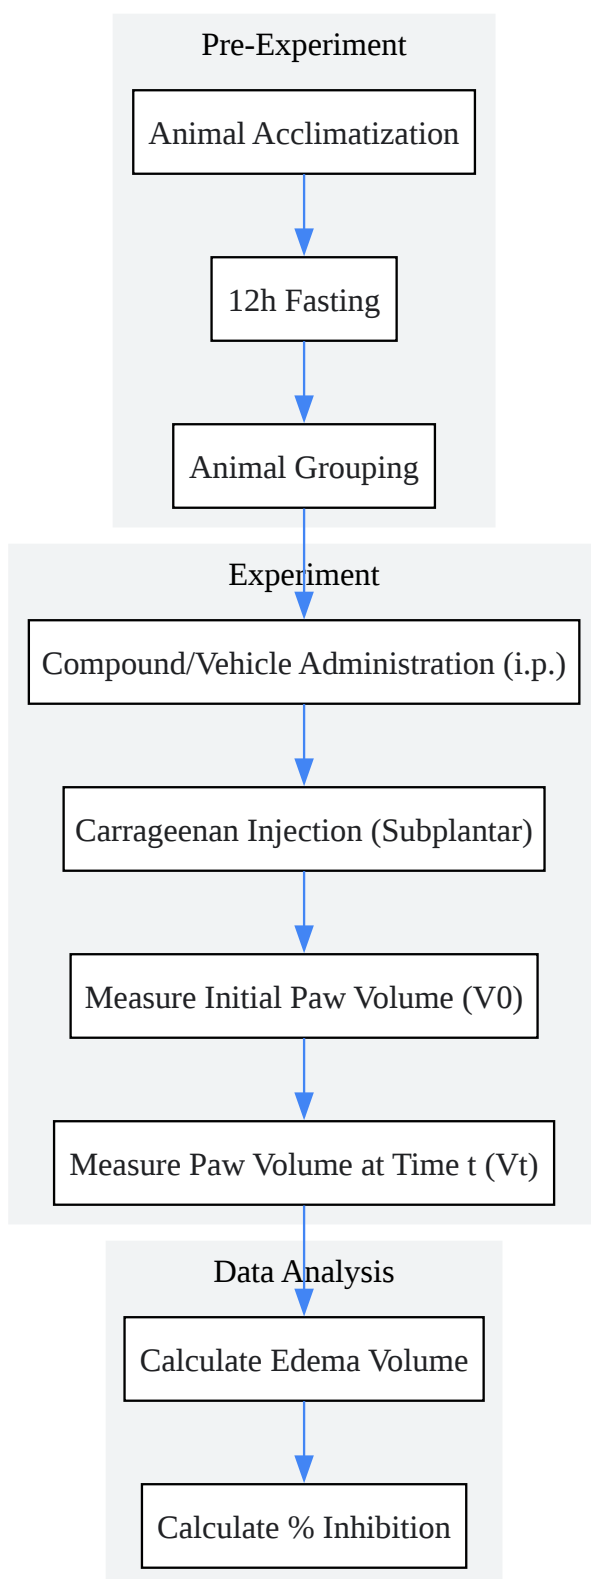 Pre-Experiment
Animal Acclimatization
12h Fasting
Animal Grouping
Experiment
Compound/Vehicle Administration (i.p.)
Carrageenan Injection (Subplantar)
Measure Initial Paw Volume (V0)
Measure Paw Volume at Time t (Vt)
Data Analysis
Calculate Edema Volume
Calculate % Inhibition